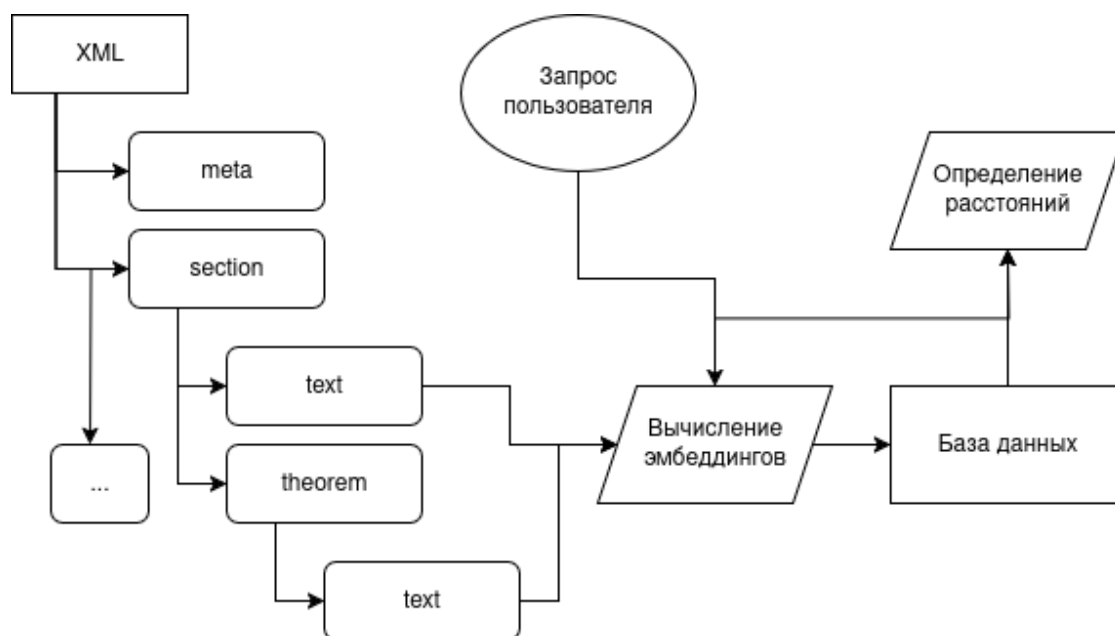 XML
Запрос
пользователя
meta
Определение
расстояний
section
text
Вычисление
эмбеддингов
База данных
...
theorem
text